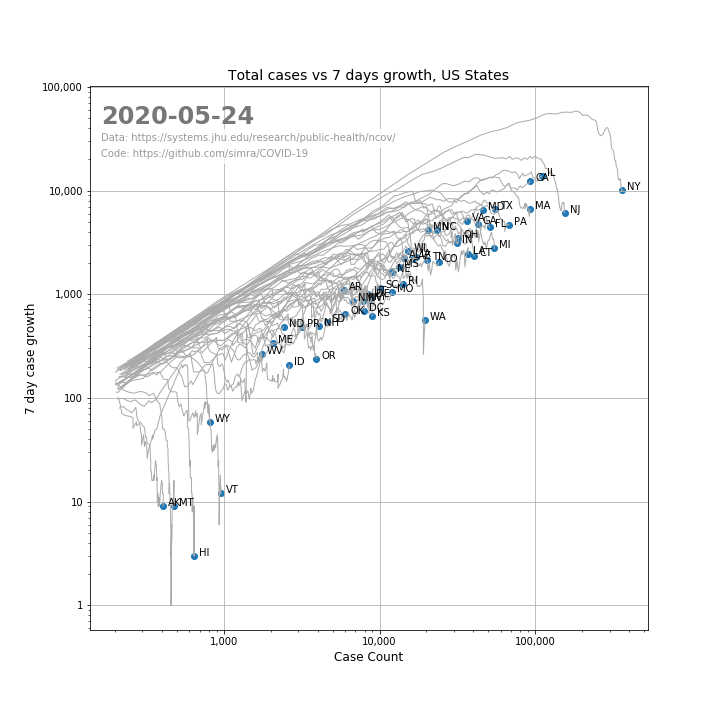 Total cases vs 7 days growth, US States
100,000
2020-05-24
Data: https://systems.jhu.edu/research/public-health/ncov/
Code: https://github.com/simra/COVID-19
IL
CA
10,000
NY
MD
TX
MA
NJ
VA
GA
FL
PA
MN
NC
OH
IN
MI
WI
LA
CT
TN
CO
MS
NE
RI
AR
SC
MO
1,000
DC
OK
KS
WA
ND
PR
NH
SD
ME
WV
OR
ID
100
WY
VT
10
AK
MT
HI
1
7 day case growth
1,000
10,000
100,000
Case Count